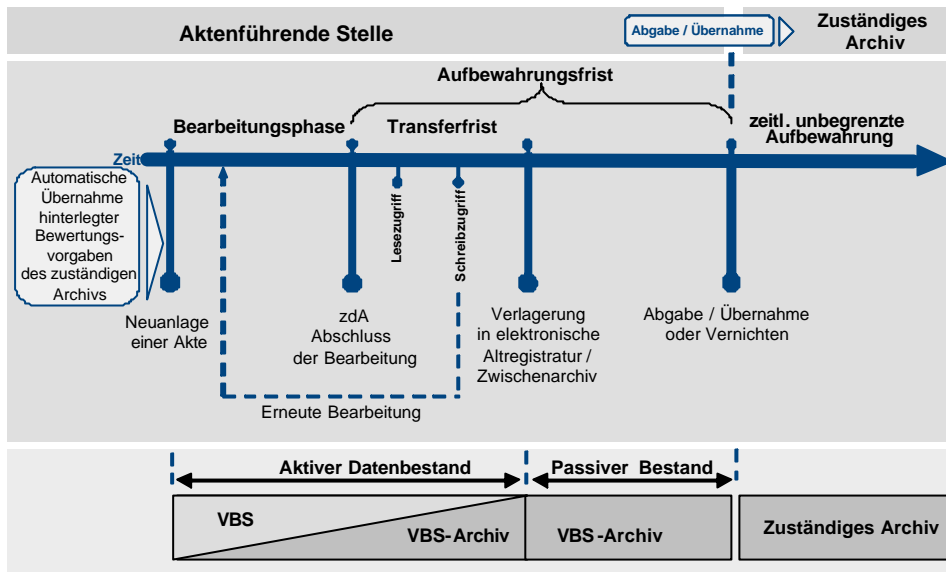 Aktenführende Stelle
Abgabe / Übernahme
Zuständiges
Archiv
Aufbewahrungsfrist
Bearbeitungsphase
Transferfrist
zeitl. unbegrenzte
Aufbewahrung
Zeit
Automatische
Übernahme
hinterlegter
Bewertungs-
vorgaben
des zuständigen
Archivs
Lesezugriff
Schreibzugriff
Neuanlage
einer Akte
zdA
Abschluss
der Bearbeitung
Verlagerung
in elektronische
Altregistratur /
Zwischenarchiv
Abgabe / Übernahme
oder Vernichten
Erneute Bearbeitung
Aktiver Datenbestand
Passiver Bestand
VBS
VBS-Archiv
VBS-Archiv
Zuständiges Archiv